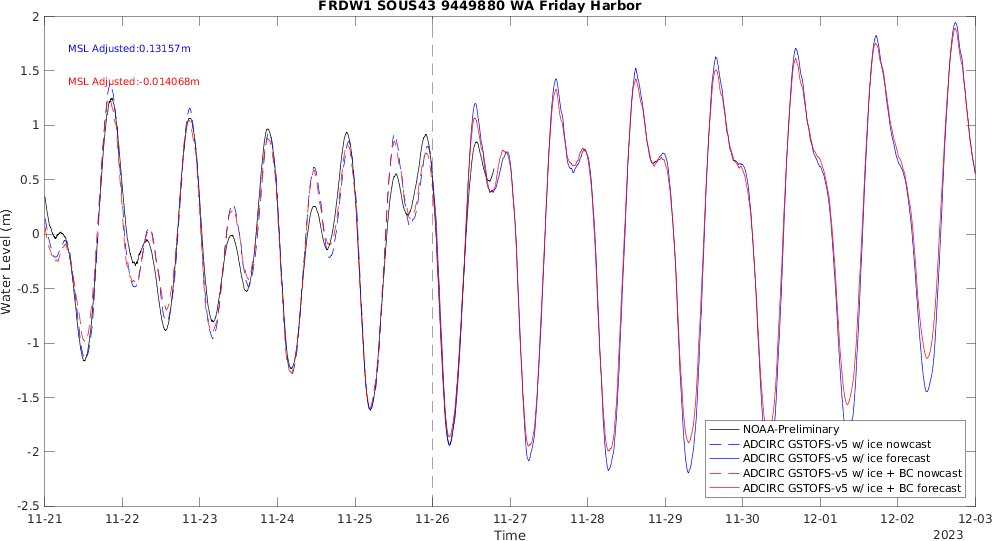 FRDW1 SOUS43 9449880 WA Friday Harbor
MSL Adjusted:0.13157m
MSL Adjusted:-0.014068m
Water Level (m)
2
1.5
1
0.5
0
-0.5
-1
-1.5
-2
-2.5
NOAA-Preliminary
ADCIRC GSTOFS-v5 w/ ice nowcast
ADCIRC GSTOFS-v5 w/ ice forecast
ADCIRC GSTOFS-v5 w/ ice + BC nowcast
ADCIRC GSTOFS-v5 w/ ice + BC forecast
11-21 11-22 11-23 11-24 11-25 11-26 11-27 11-28 11-29 11-30 12-01 12-02 12-03
Time
2023